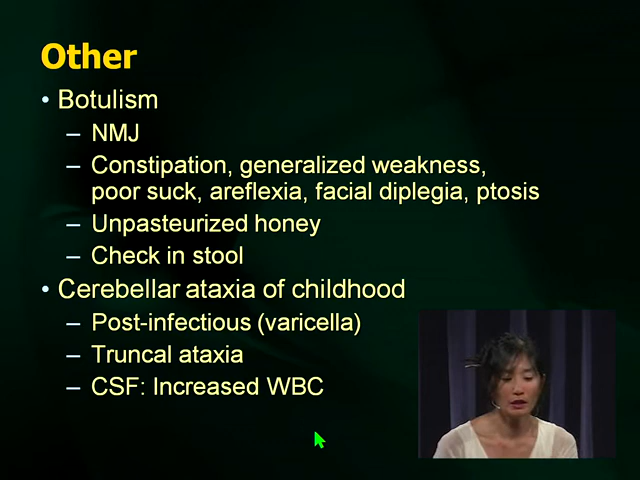 Other
• Botulism
– NMJ
– Constipation, generalized weakness,
poor suck, areflexia, facial diplegia, ptosis
– Unpasteurized honey
– Check in stool
• Cerebellar ataxia of childhood
– Post-infectious (varicella)
– Truncal ataxia
– CSF: Increased WBC